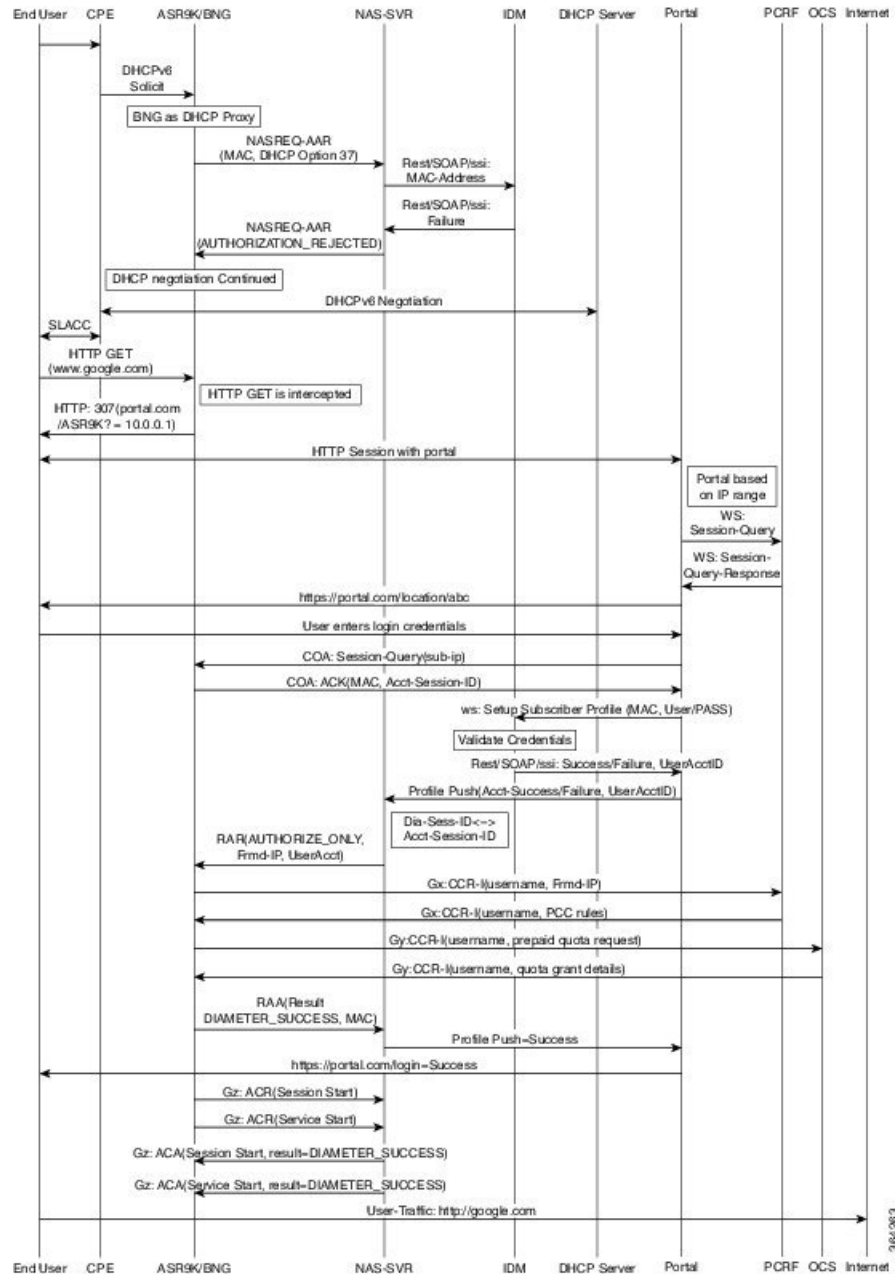 End User CPE ASR9K/BNG NAS-SVR IDM DHCP Server Portal PCRF OCS Internet
DHCPv6
Solicit
BNG as DHCP Proxy
NASREQ-AAR
(MAC, DHCP Option 37)
Rest/SOAP/ssi:
MAC-Address
Rest/SOAP/ssi:
Failure
NASREQ-AAR
(AUTHORIZATION_REJECTED)
DHCP negotiation Continued
DHCPv6 Negotiation
SLACC
HTTP GET
(www.google.com)
HTTP GET is intercepted
HTTP: 307(portal.com
/ASR9K? = 10.0.0.1)
HTTP Session with portal
Portal based
on IP range
WS:
Session-Query
WS: Session-
Query-Response
https://portal.com/location/abc
User enters login credentials
COA: Session-Query(sub-ip)
COA: ACK(MAC, Acct-Session-ID)
ws: Setup Subscriber Profile (MAC, User/PASS)
Validate Credentials
Rest/SOAP/ssi: Success/Failure, UserAcctID
Profile Push(Acct-Success/Failure, UserAcctID)
Dia-Sess-ID<-->
Acct-Session-ID
RAR(AUTHORIZE_ONLY,
Frmd-IP, UserAcct)
Gx:CCR-I(username, Frmd-IP)
Gx:CCR-I(username, PCC rules)
Gy:CCR-I(username, prepaid quota request)
Gy:CCR-I(username, quota grant details)
RAA(Result
DIAMETER_SUCCESS, MAC)
Profile Push=Success
https://portal.com/login=Success
Gz: ACR(Session Start)
Gz: ACR(Service Start)
Gz: ACA(Session Start, result=DIAMETER_SUCCESS)
Gz: ACA(Service Start, result=DIAMETER_SUCCESS)
User-Traffic: http://google.com
364263
End User CPE ASR9K/BNG NAS-SVR IDM DHCP Server Portal PCRF OCS Internet